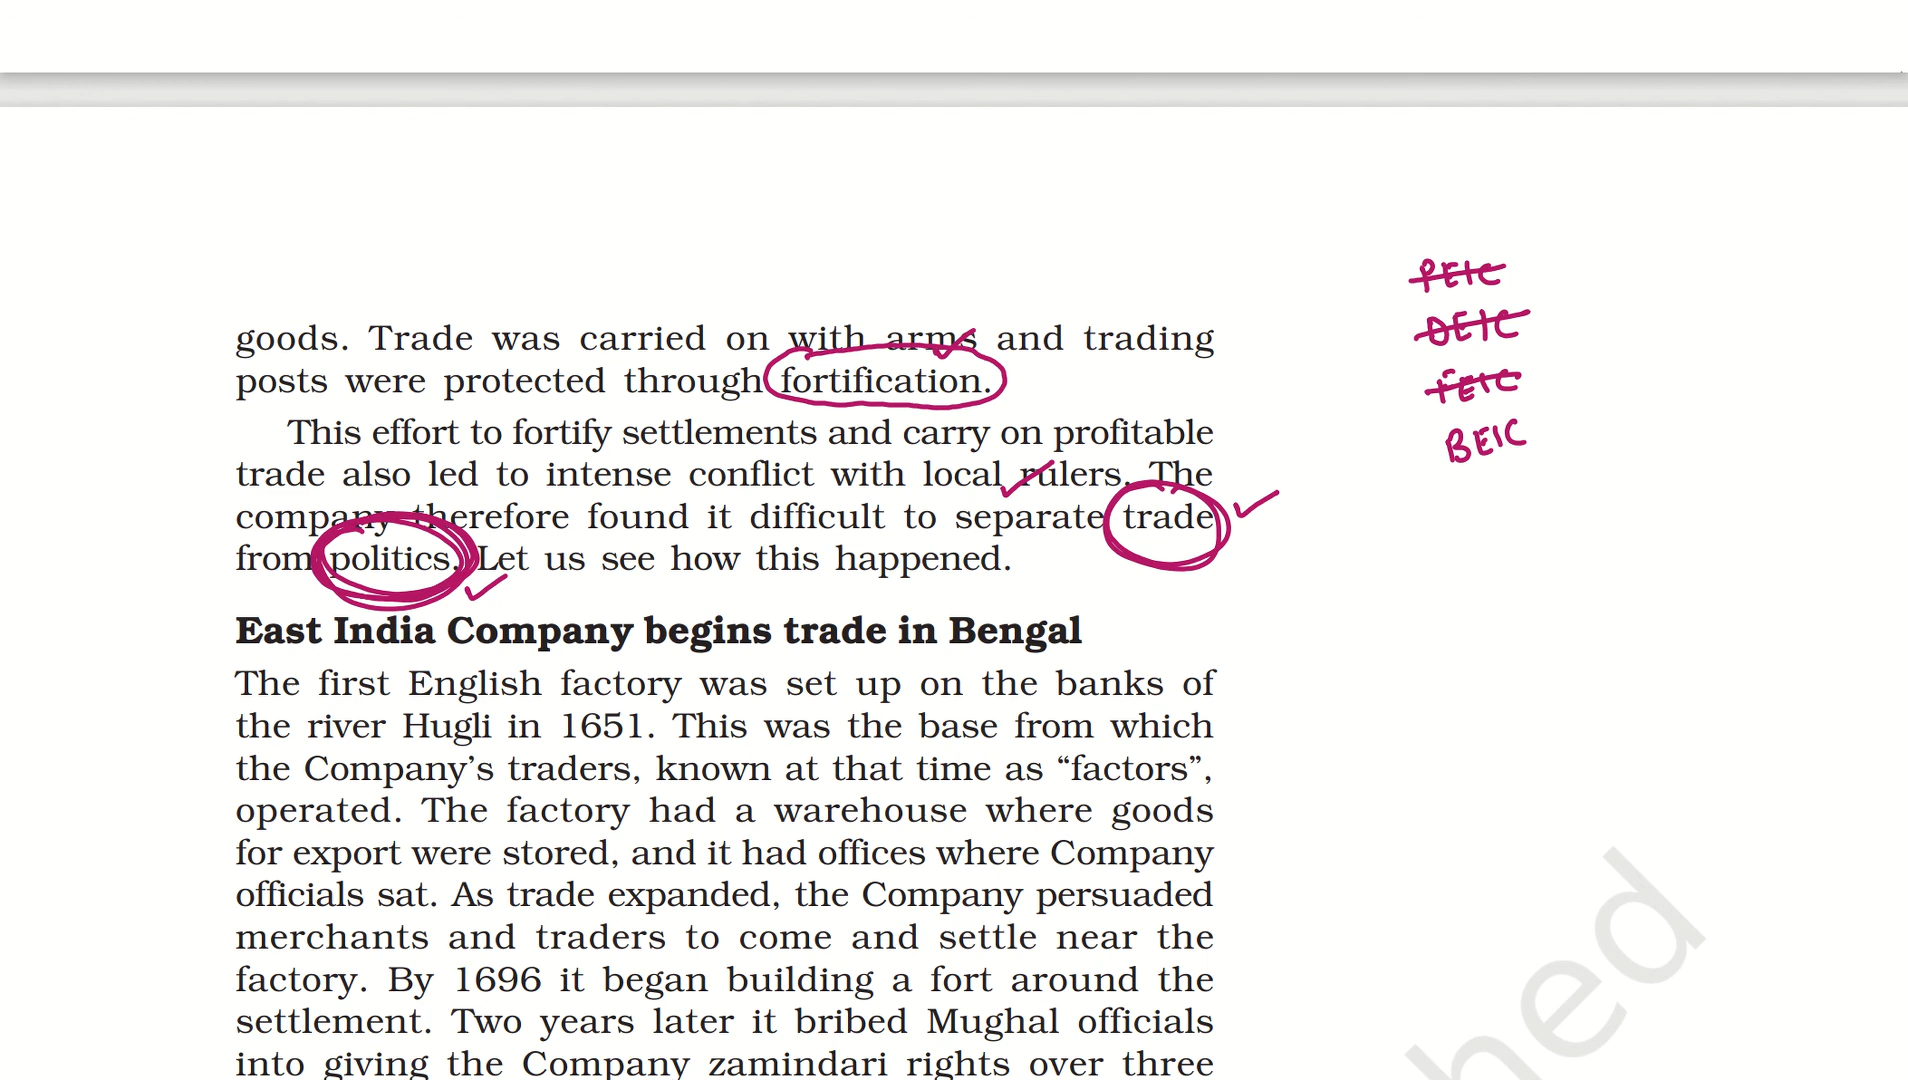 goods. Trade was carried on with arms and trading
posts were protected through fortification.
This effort to fortify settlements and carry on profitable
trade also led to intense conflict with local rulers. The
company therefore found it difficult to separate trade
from politics. Let us see how this happened.
East India Company begins trade in Bengal
The first English factory was set up on the banks of
the river Hugli in 1651. This was the base from which
the Company’s traders, known at that time as “factors”,
operated. The factory had a warehouse where goods
for export were stored, and it had offices where Company
officials sat. As trade expanded, the Company persuaded
merchants and traders to come and settle near the
factory. By 1696 it began building a fort around the
settlement. Two years later it bribed Mughal officials
into giving the Company zamindari rights over three
PEIC
DEIC
FEIC
BEIC
hed